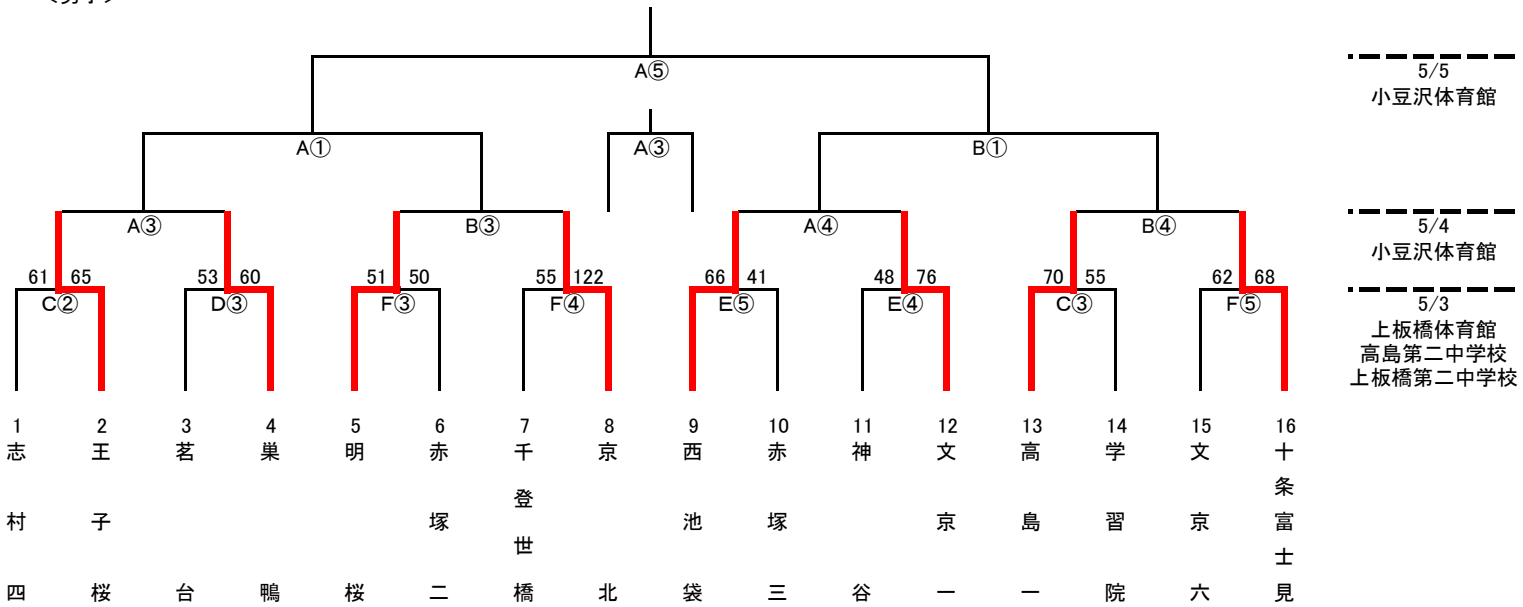 A⑤
5/5
小豆沢体育館
A①
A③
B①
A③
B③
A④
B④
5/4
小豆沢体育館
61 65
53 60
51 50
55 122
66 41
48 76
70 55
62 68
C②
D③
F③
F④
E⑤
E④
C③
F⑤
5/3
上板橋体育館
高島第二中学校
上板橋第二中学校
1 志村四
2 王子桜
3 茗台
4 巣鴨
5 明桜
6 赤塚二
7 千登世橋
8 京北
9 西池袋
10 赤塚三
11 神谷
12 文京一
13 高島一
14 学習院
15 文京六
16 十条富士見